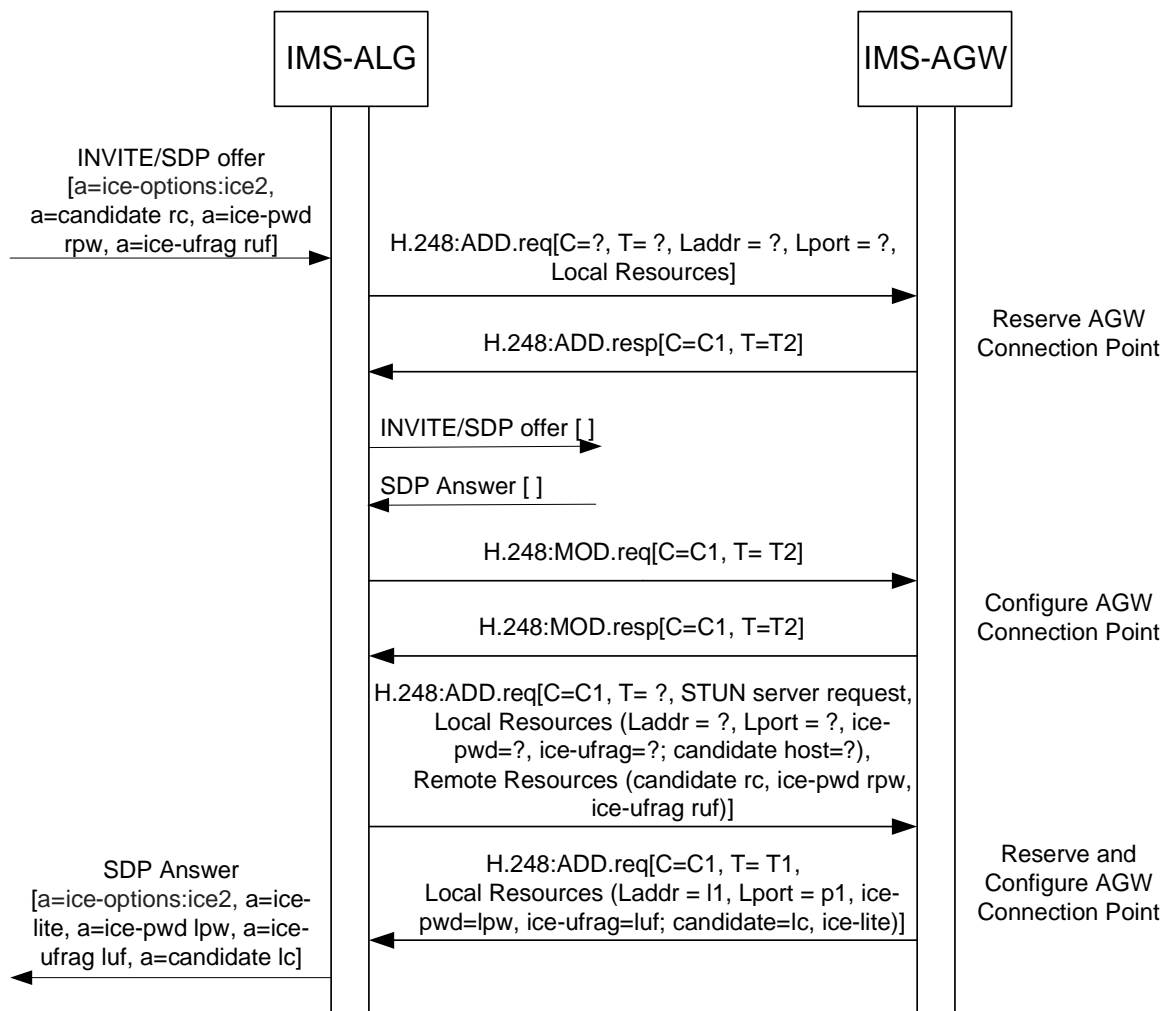 IMS-ALG
IMS-AGW
INVITE/SDP offer
[a=ice-options:ice2,
a=candidate rc, a=ice-pwd
rpw, a=ice-ufrag ruf]
H.248:ADD.req[C=?, T= ?, Laddr = ?, Lport = ?,
Local Resources]
Reserve AGW
Connection Point
H.248:ADD.resp[C=C1, T=T2]
INVITE/SDP offer [ ]
SDP Answer [ ]
H.248:MOD.req[C=C1, T= T2]
Configure AGW
Connection Point
H.248:MOD.resp[C=C1, T=T2]
H.248:ADD.req[C=C1, T= ?, STUN server request,
Local Resources (Laddr = ?, Lport = ?, ice-
pwd=?, ice-ufrag=?; candidate host=?),
Remote Resources (candidate rc, ice-pwd rpw,
ice-ufrag ruf)]
Reserve and
Configure AGW
Connection Point
H.248:ADD.req[C=C1, T= T1,
Local Resources (Laddr = l1, Lport = p1, ice-
pwd=lpw, ice-ufrag=luf; candidate=lc, ice-lite)]
SDP Answer
[a=ice-options:ice2, a=ice-
lite, a=ice-pwd lpw, a=ice-
ufrag luf, a=candidate lc]